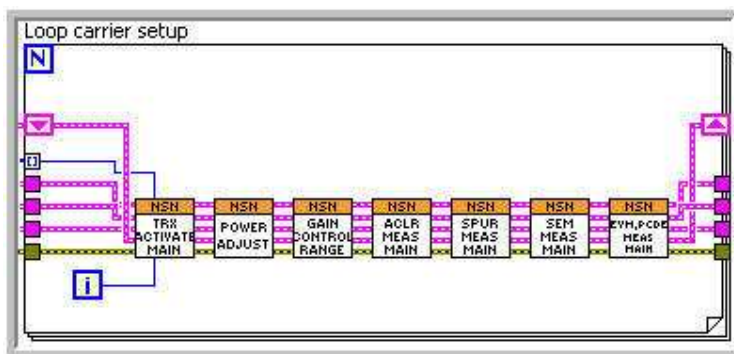 Loop carrier setup
N
[]
NSN
TRX
ACTIVATE
MAIN
NSN
POWER
ADJUST
NSN
GAIN
CONTROL
RANGE
NSN
ACLR
MEAS
MAIN
NSN
SPUR
MEAS
MAIN
NSN
SEM
MEAS
MAIN
NSN
EVM,PCDE
MEAS
MAIN
i